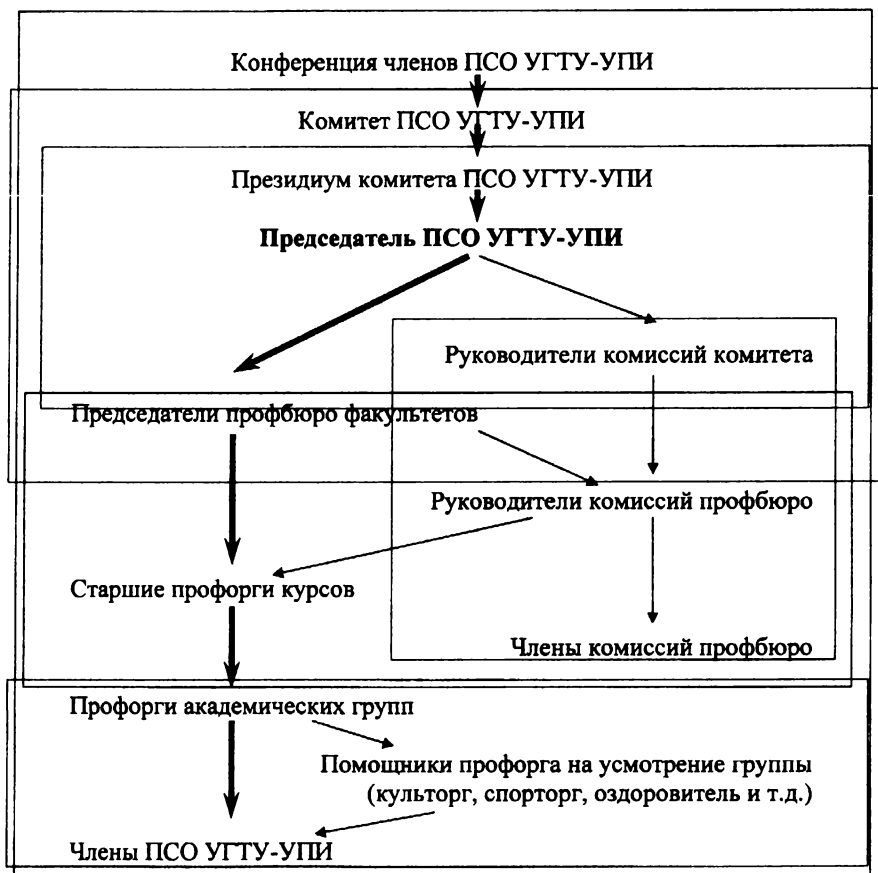 Конференция членов ПСО УГТУ-УПИ
Комитет ПСО УГТУ-УПИ
Президиум комитета ПСО УГТУ-УПИ
Председатель ПСО УГТУ-УПИ
Руководители комиссий комитета
Председатели профбюро факультетов
Руководители комиссий профбюро
Старшие профорги курсов
Члены комиссий профбюро
Профорги академических групп
Помощники профорга на усмотрение группы
(культорг, спорторг, оздоровитель и т.д.)
Члены ПСО УГТУ-УПИ